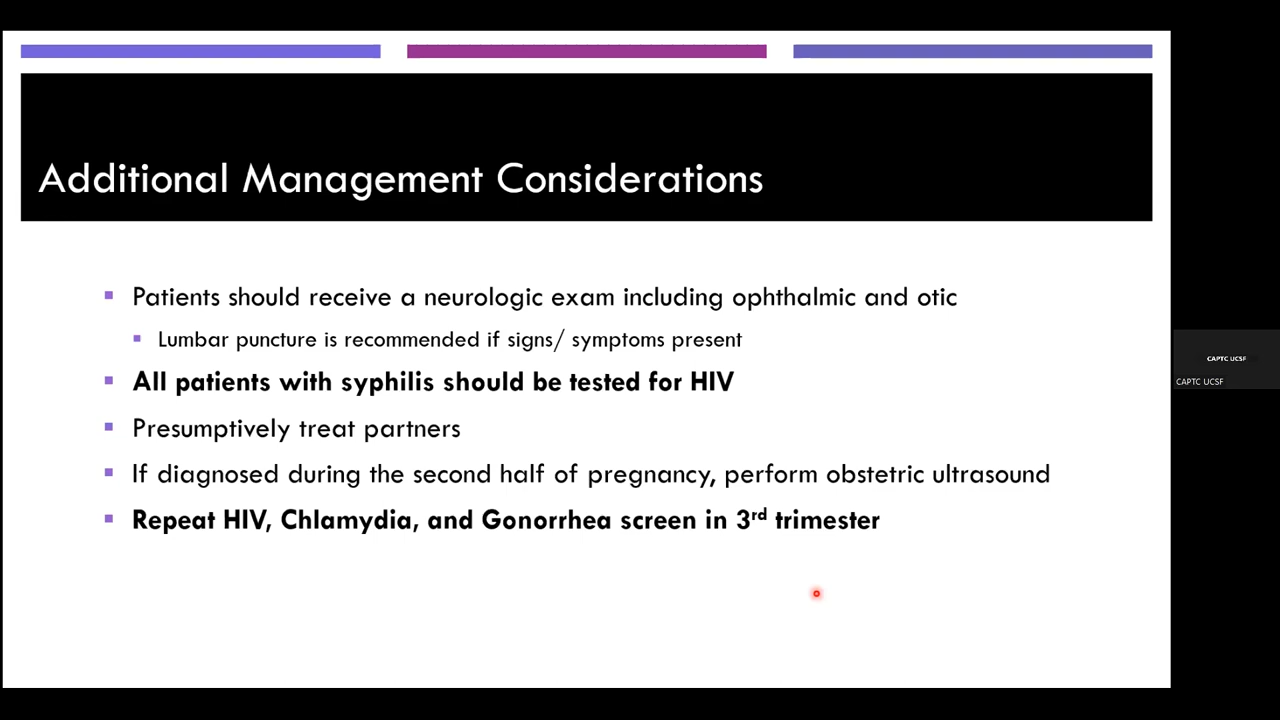 Additional Management Considerations
Patients should receive a neurologic exam including ophthalmic and otic
Lumbar puncture is recommended if signs/ symptoms present
All patients with syphilis should be tested for HIV
Presumptively treat partners
If diagnosed during the second half of pregnancy, perform obstetric ultrasound
Repeat HIV, Chlamydia, and Gonorrhea screen in 3rd trimester
CAPTC UCSF
CAPTC UCSF